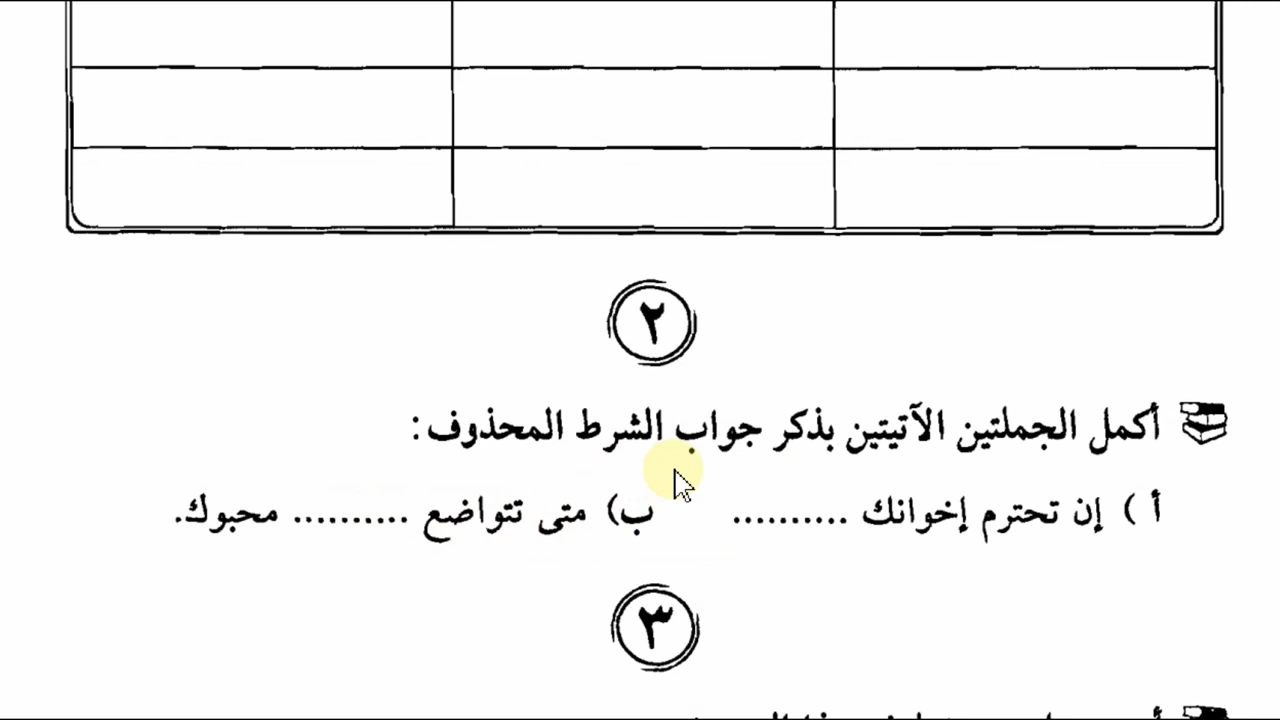 ٢
أكمل الجملتين الآتيتين بذكر جواب الشرط المحذوف:
أ ) إن تحترم إخوانك .......... ب) متى تتواضع .......... محبوك.
٣